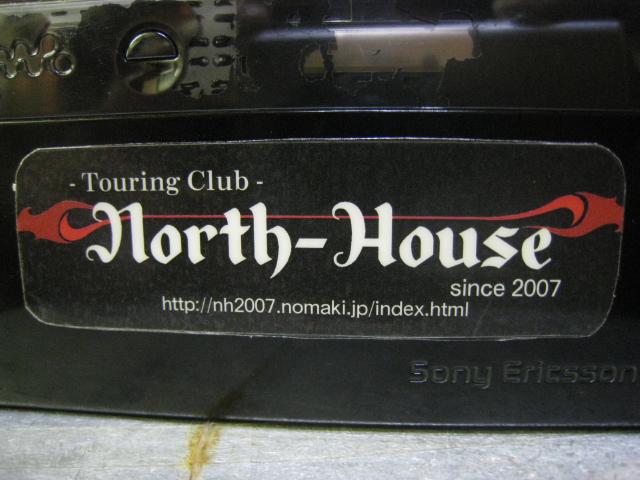 - Touring Club -
North-House
since 2007
http://nh2007.nomaki.jp/index.html
Sony Ericsson